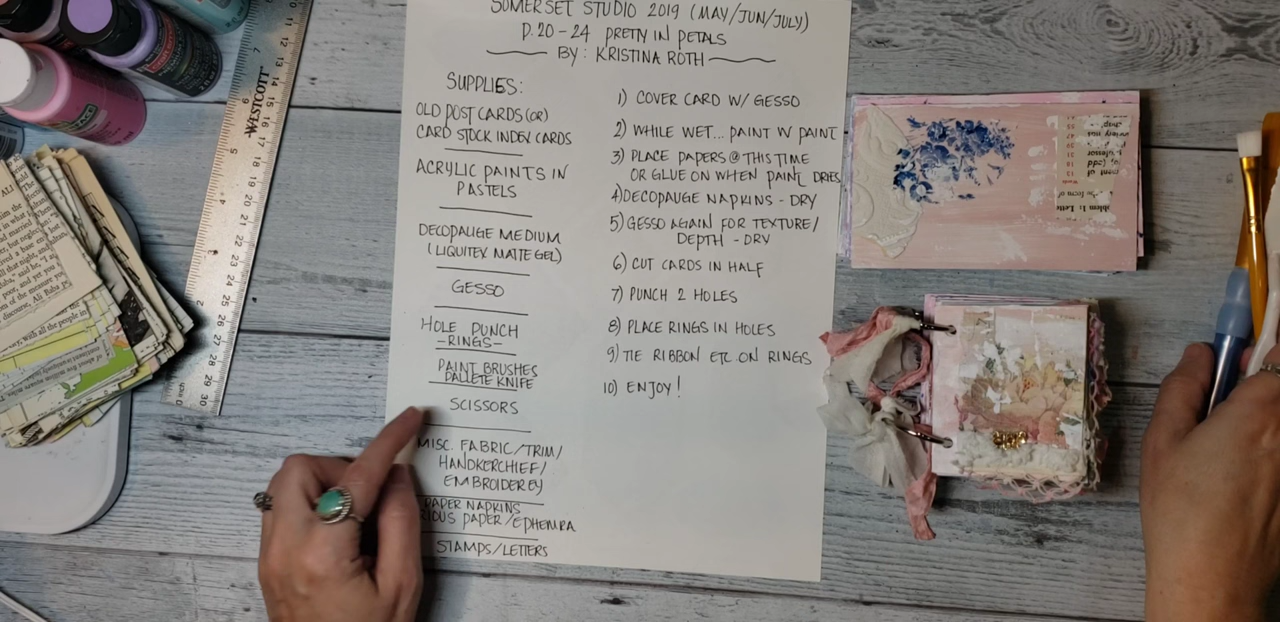 SOMERSET STUDIO 2019 (MAY/JUN/JULY)
P.20-24 PRETTY IN PETALS
BY: KRISTINA ROTH
SUPPLIES:
OLD POST CARDS (OR)
CARD STOCK INDEX CARDS
ACRYLIC PAINTS IN
PASTELS
DECOPAUGE MEDIUM
(LIQUITEX MATTE GEL)
GESSO
HOLE PUNCH
-RINGS-
PAINT BRUSHES
PALLETE KNIFE
SCISSORS
MISC. FABRIC/TRIM/
HANDKERCHIEF/
EMBROIDEREY
PAPER NAPKINS
RIOUS PAPER/EPHEMRA
STAMPS/LETTERS
1) COVER CARD W/ GESSO
2) WHILE WET... PAINT W PAINT
3) PLACE PAPERS @ THIS TIME
OR GLUE ON WHEN PAINT DRIES
4) DECOPAUGE NAPKINS - DRY
5) GESSO AGAIN FOR TEXTURE/
DEPTH - DRY
6) CUT CARDS IN HALF
7) PUNCH 2 HOLES
8) PLACE RINGS IN HOLES
9) TIE RIBBON ETC ON RINGS
10) ENJOY!
WESTCOTT